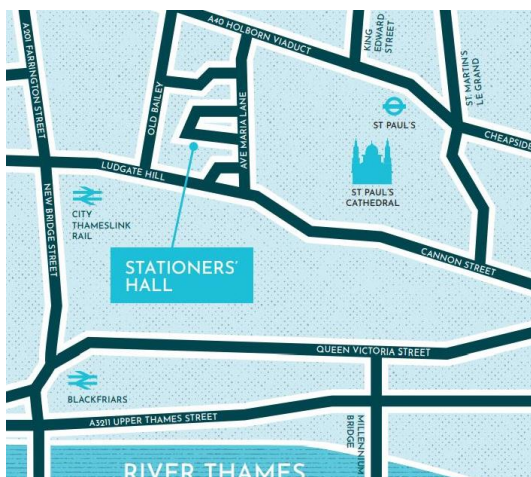 A40 HOLBORN VIADUCT
KING
EDWARD
STREET
ST. MARTIN'S
LE GRAND
A201 FARRINGTON STREET
OLD BAILEY
AVE MARIA LANE
ST PAUL'S
CHEAPSIDE
LUDGATE HILL
ST PAUL'S
CATHEDRAL
NEW BRIDGE STREET
CITY
THAMESLINK
RAIL
STATIONERS'
HALL
CANNON STREET
QUEEN VICTORIA STREET
BLACKFRIARS
A3211 UPPER THAMES STREET
MILLENNIUM
BRIDGE
RIVER THAMES